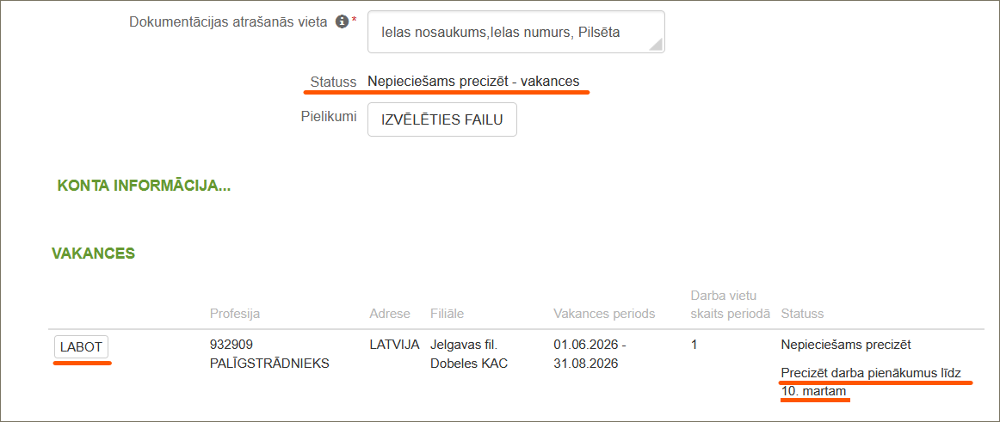 Dokumentācijas atrašanās vieta *
Ielas nosaukums,Ielas numurs, Pilsēta
Statuss Nepieciešams precizēt - vakances
Pielikumi IZVĒLĒTIES FAILU
KONTA INFORMĀCIJA...
VAKANCES
Profesija Adrese Filiāle Vakances periods Darba vietu skaits periodā Statuss
LABOT 932909 LATVIJA Jelgavas fil. 01.06.2026 - 1 Nepieciešams precizēt
PALĪGSTRĀDNIEKS Dobeles KAC 31.08.2026
Precizēt darba pienākumus līdz
10. martam